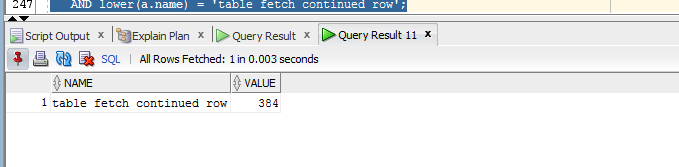 247 AND lower(a.name) = 'table fetch continued row';
Script Output x Explain Plan x Query Result x Query Result 11 x
SQL | All Rows Fetched: 1 in 0.003 seconds
NAME VALUE
1 table fetch continued row 384